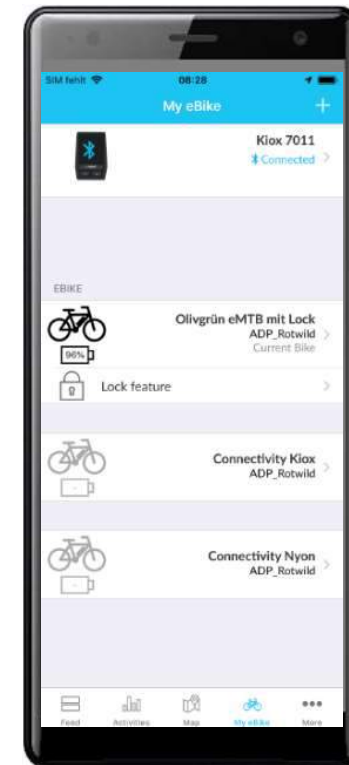 SIM fehlt 08:28
My eBike +
Kiox 7011
Connected
EBIKE
Olivgrün eMTB mit Lock
ADP_Rotwild
Current Bike
96%
Lock feature
Connectivity Kiox
ADP_Rotwild
-
Connectivity Nyon
ADP_Rotwild
-
Feed Activities Map My eBike More